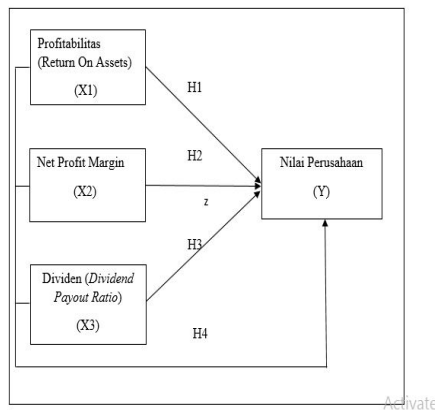 Profitabilitas
(Return On Assets)
(X1)
H1
Net Profit Margin
(X2)
H2
z
Nilai Perusahaan
(Y)
H3
Dividen (Dividend
Payout Ratio)
(X3)
H4
Activate